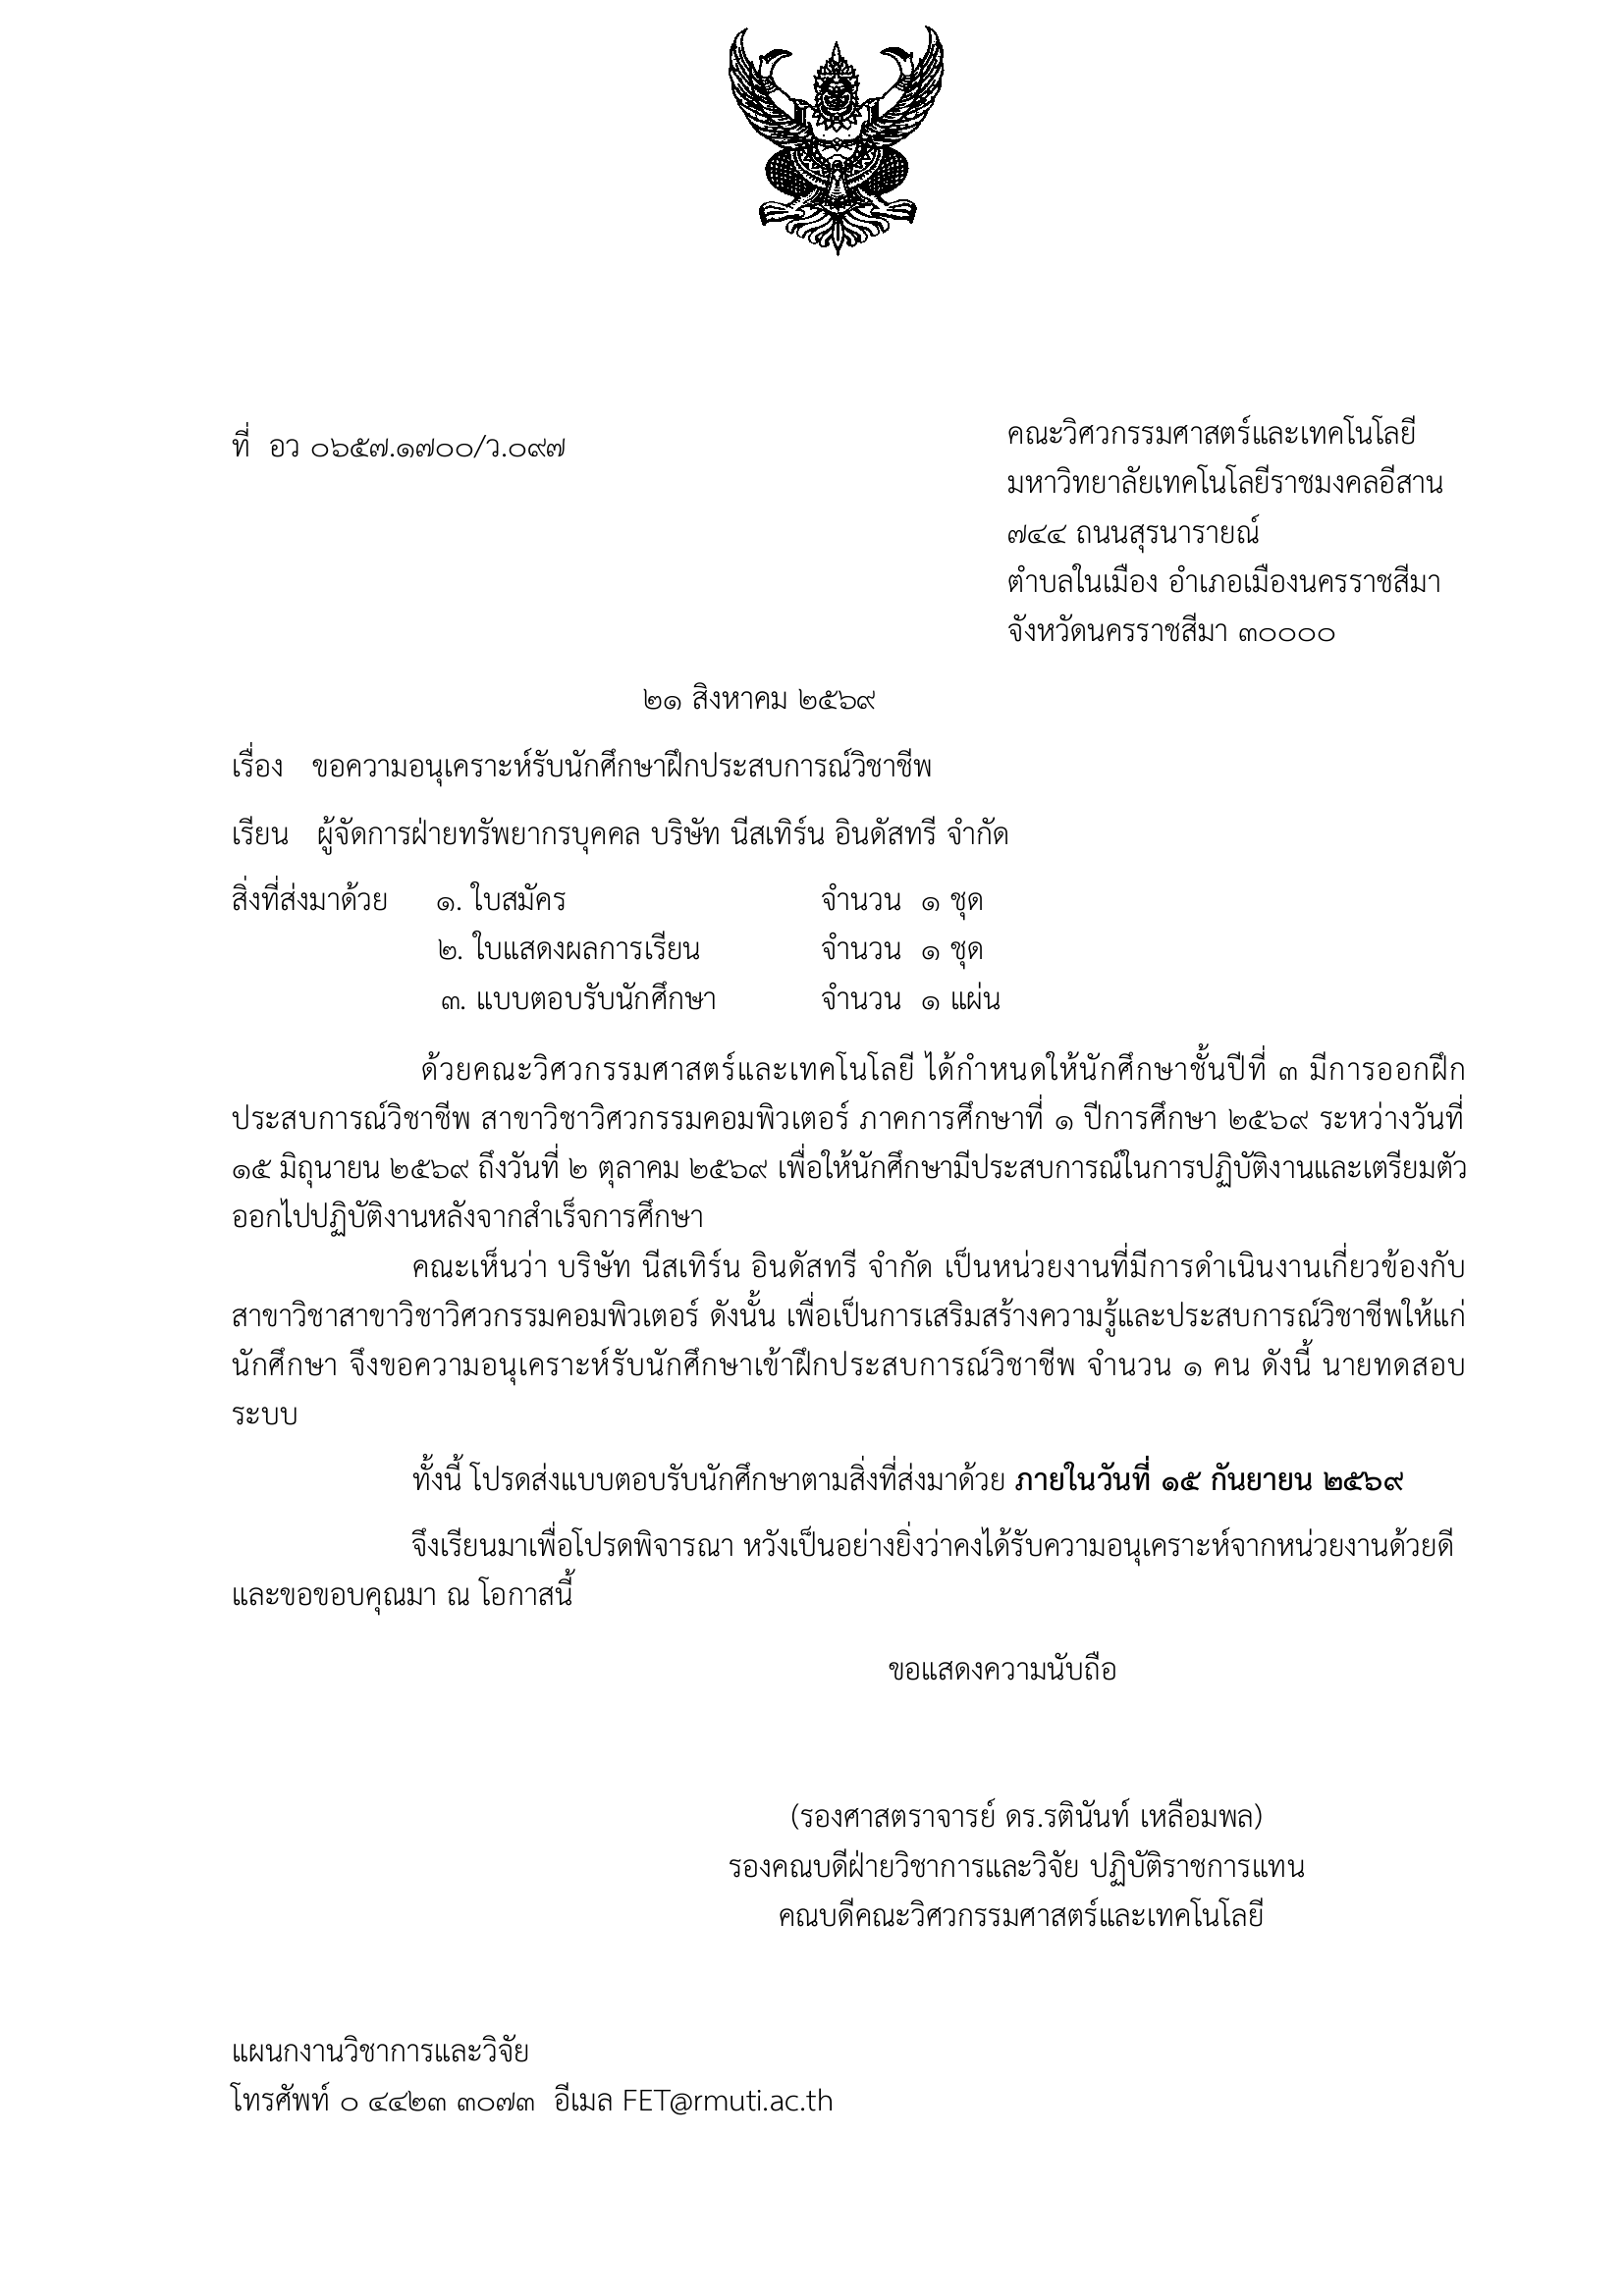 ที่ อว ๐๖๕๗.๑๗๐๐/ว.๐๙๗
คณะวิศวกรรมศาสตร์และเทคโนโลยี
มหาวิทยาลัยเทคโนโลยีราชมงคลอีสาน
๗๔๔ ถนนสุรนารายณ์
ตำบลในเมือง อำเภอเมืองนครราชสีมา
จังหวัดนครราชสีมา ๓๐๐๐๐
๒๑ สิงหาคม ๒๕๖๙
เรื่อง ขอความอนุเคราะห์รับนักศึกษาฝึกประสบการณ์วิชาชีพ
เรียน ผู้จัดการฝ่ายทรัพยากรบุคคล บริษัท นีสเทิร์น อินดัสทรี จำกัด
สิ่งที่ส่งมาด้วย ๑. ใบสมัคร จำนวน ๑ ชุด
๒. ใบแสดงผลการเรียน จำนวน ๑ ชุด
๓. แบบตอบรับนักศึกษา จำนวน ๑ แผ่น
ด้วยคณะวิศวกรรมศาสตร์และเทคโนโลยี ได้กำหนดให้นักศึกษาชั้นปีที่ ๓ มีการออกฝึก
ประสบการณ์วิชาชีพ สาขาวิชาวิศวกรรมคอมพิวเตอร์ ภาคการศึกษาที่ ๑ ปีการศึกษา ๒๕๖๙ ระหว่างวันที่
๑๕ มิถุนายน ๒๕๖๙ ถึงวันที่ ๒ ตุลาคม ๒๕๖๙ เพื่อให้นักศึกษามีประสบการณ์ในการปฏิบัติงานและเตรียมตัว
ออกไปปฏิบัติงานหลังจากสำเร็จการศึกษา
คณะเห็นว่า บริษัท นีสเทิร์น อินดัสทรี จำกัด เป็นหน่วยงานที่มีการดำเนินงานเกี่ยวข้องกับ
สาขาวิชาสาขาวิชาวิศวกรรมคอมพิวเตอร์ ดังนั้น เพื่อเป็นการเสริมสร้างความรู้และประสบการณ์วิชาชีพให้แก่
นักศึกษา จึงขอความอนุเคราะห์รับนักศึกษาเข้าฝึกประสบการณ์วิชาชีพ จำนวน ๑ คน ดังนี้ นายทดสอบ
ระบบ
ทั้งนี้ โปรดส่งแบบตอบรับนักศึกษาตามสิ่งที่ส่งมาด้วย ภายในวันที่ ๑๕ กันยายน ๒๕๖๙
จึงเรียนมาเพื่อโปรดพิจารณา หวังเป็นอย่างยิ่งว่าคงได้รับความอนุเคราะห์จากหน่วยงานด้วยดี
และขอขอบคุณมา ณ โอกาสนี้
ขอแสดงความนับถือ
(รองศาสตราจารย์ ดร.รตินันท์ เหลือมพล)
รองคณบดีฝ่ายวิชาการและวิจัย ปฏิบัติราชการแทน
คณบดีคณะวิศวกรรมศาสตร์และเทคโนโลยี
แผนกงานวิชาการและวิจัย
โทรศัพท์ ๐ ๔๔๒๓ ๓๐๗๓ อีเมล FET@rmuti.ac.th